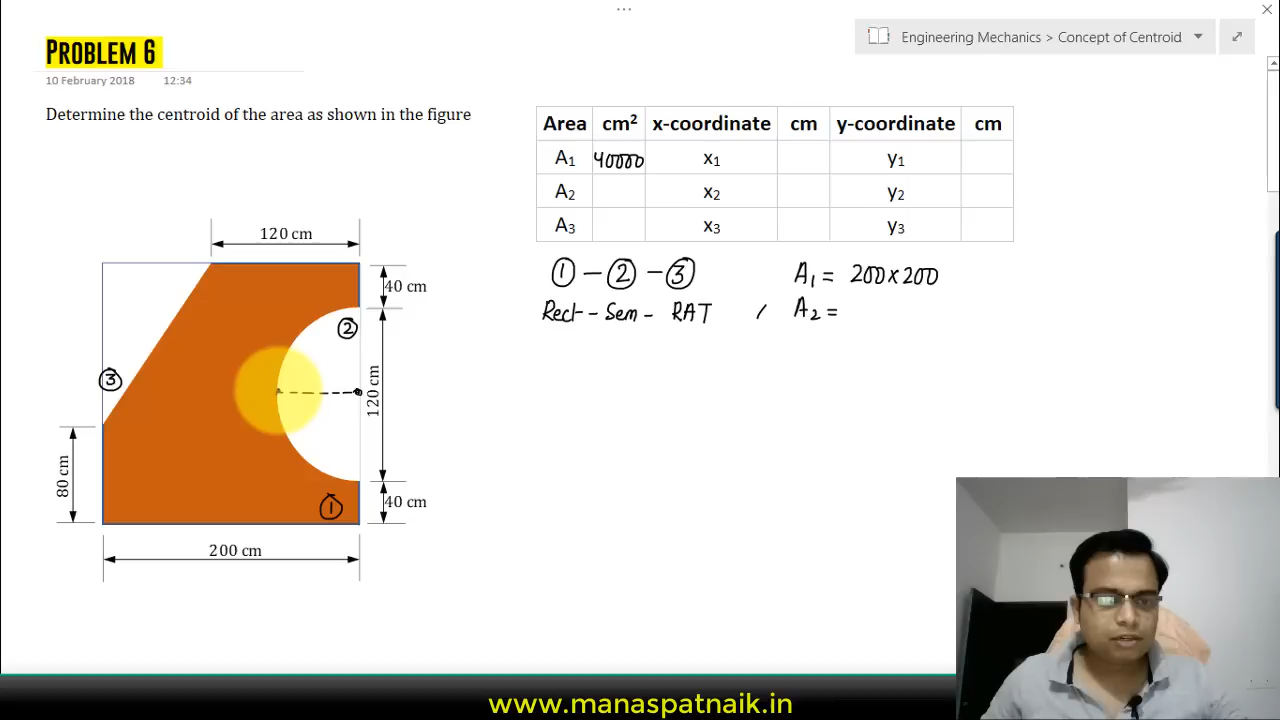 PROBLEM 6
10 February 2018 12:34
Engineering Mechanics > Concept of Centroid
Determine the centroid of the area as shown in the figure
Area cm² x-coordinate cm y-coordinate cm
A₁ 40000 x₁ y₁
A₂ x₂ y₂
A₃ x₃ y₃
① - ② - ③
Rect - Sem - RAT
A₁ = 200 x 200
, A₂ =
120 cm
40 cm
②
③
120 cm
80 cm
①
40 cm
200 cm
www.manaspatnaik.in